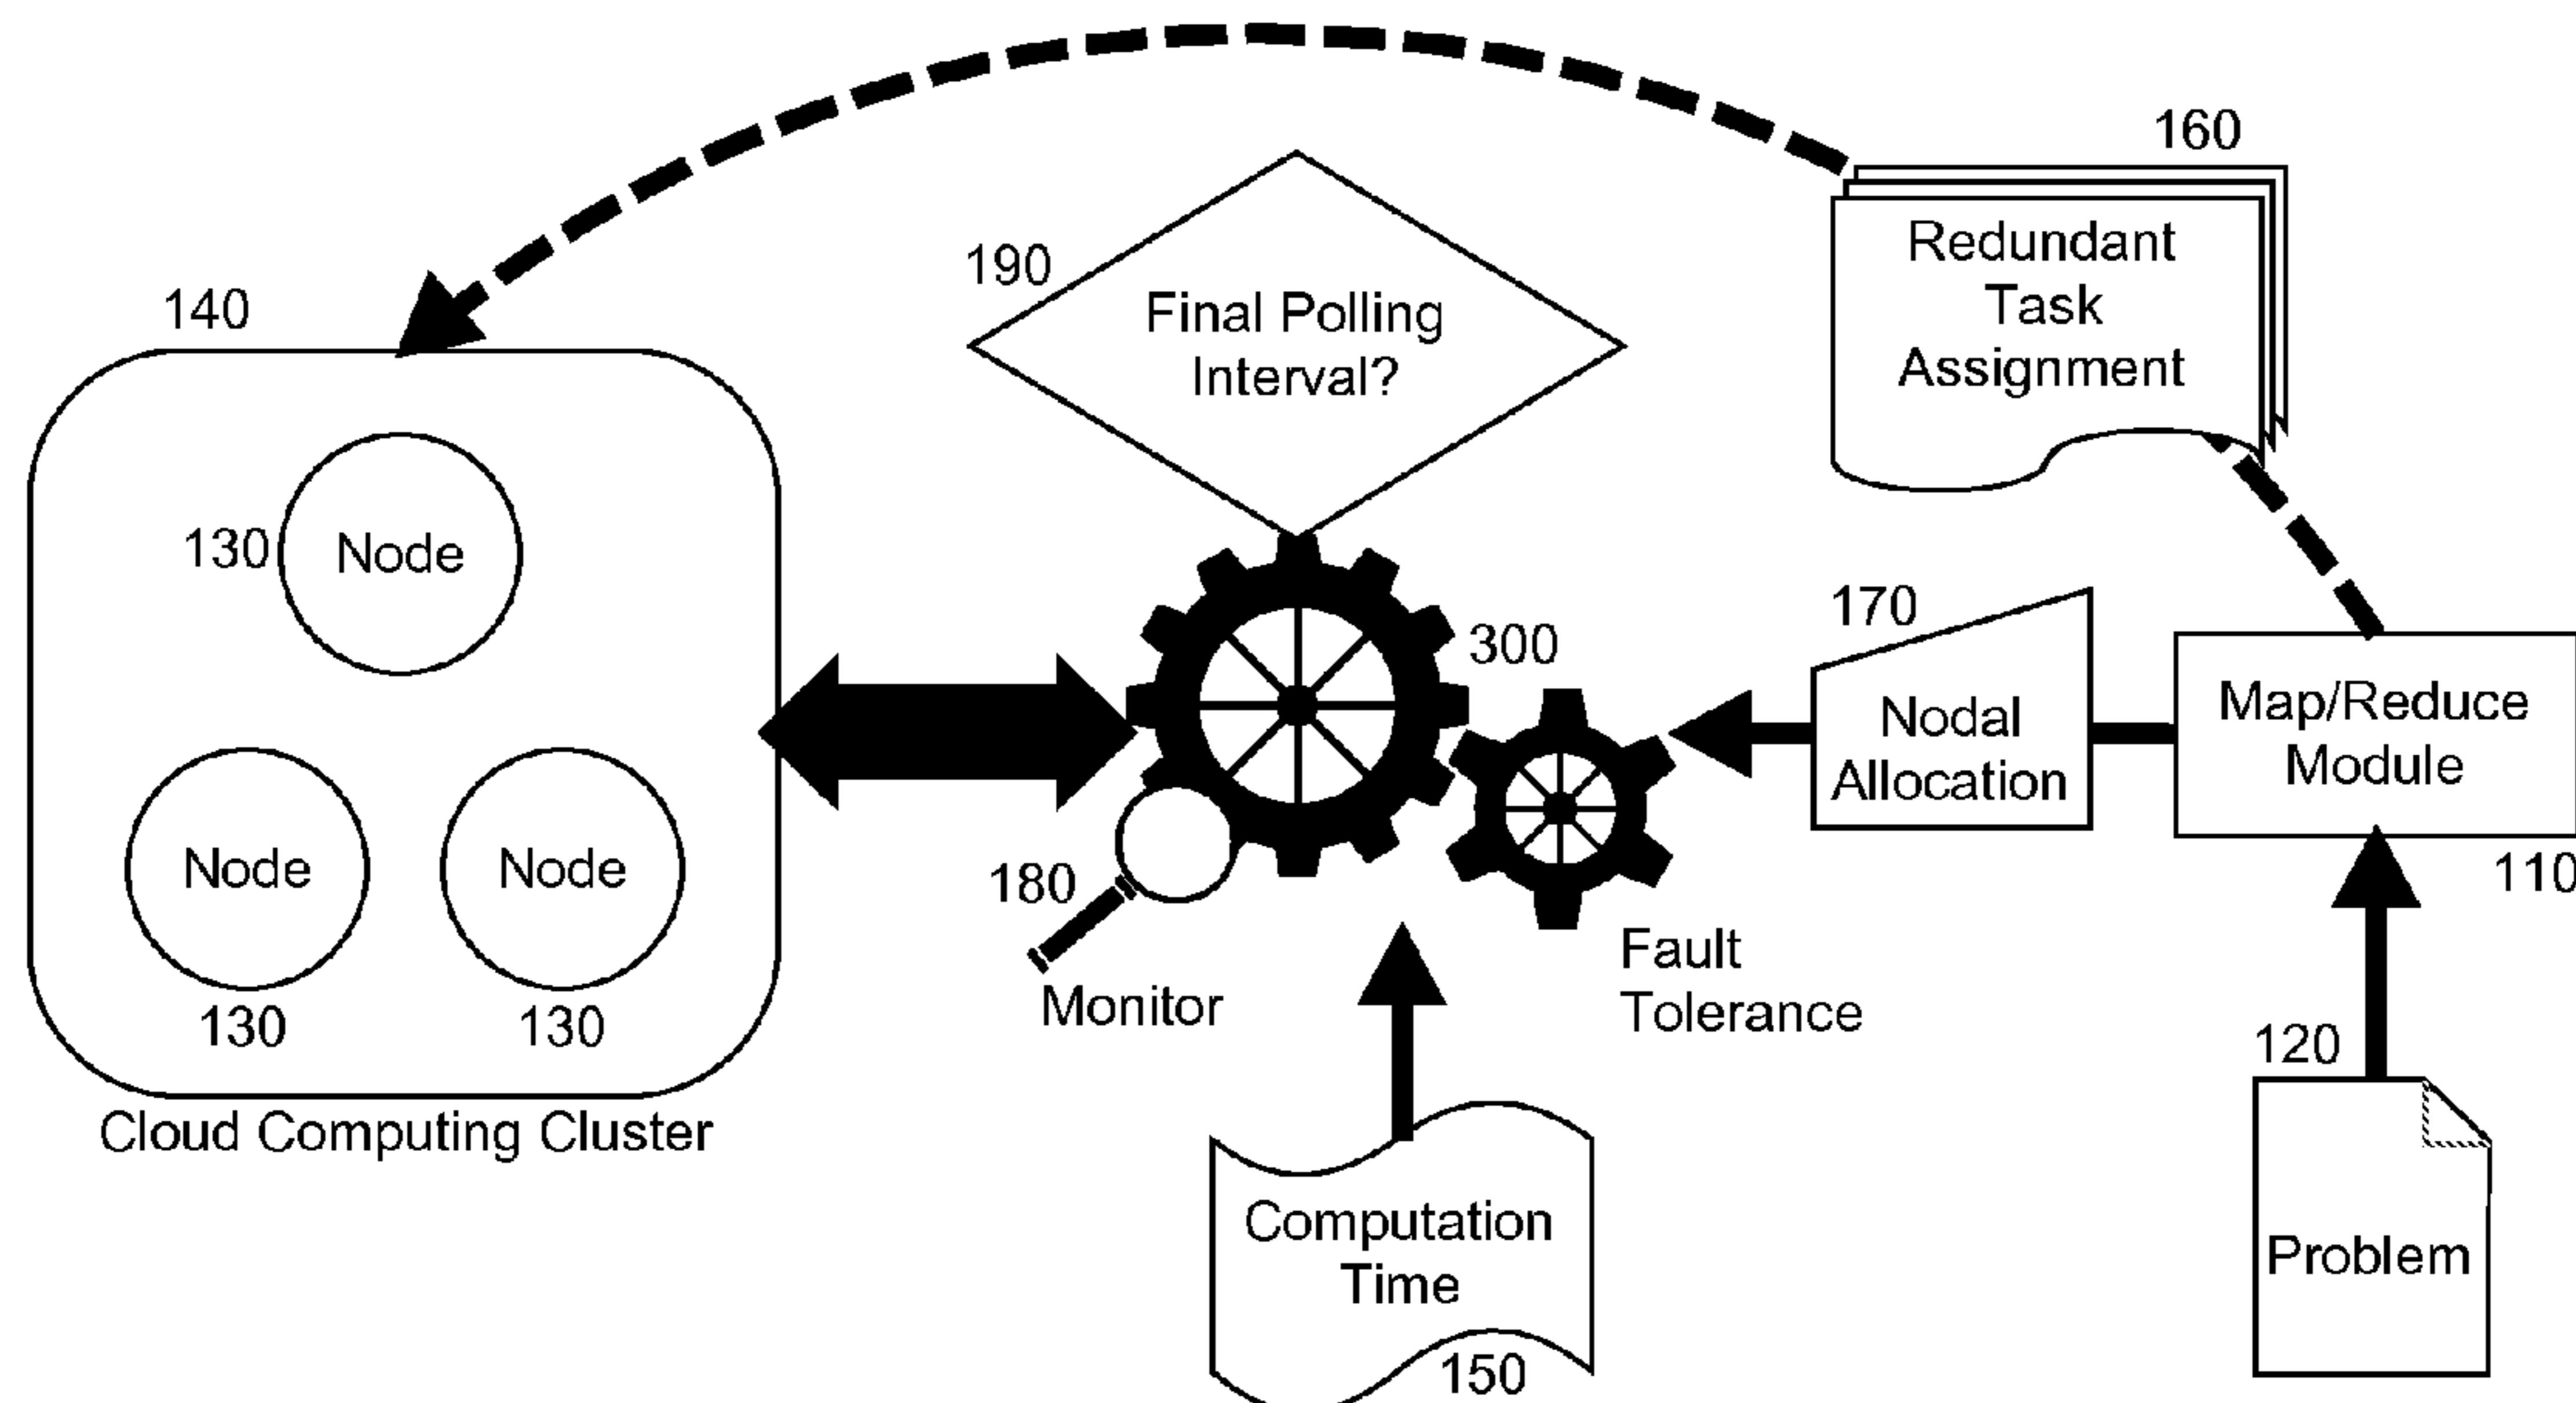 160
Redundant
Task
Assignment
190
Final Polling
Interval?
140
130
Node
170
300
Nodal
Allocation
Map/Reduce
Module
110
Node
Node
180
130
130
Monitor
Fault
Tolerance
120
Cloud Computing Cluster
Computation
Time
150
Problem